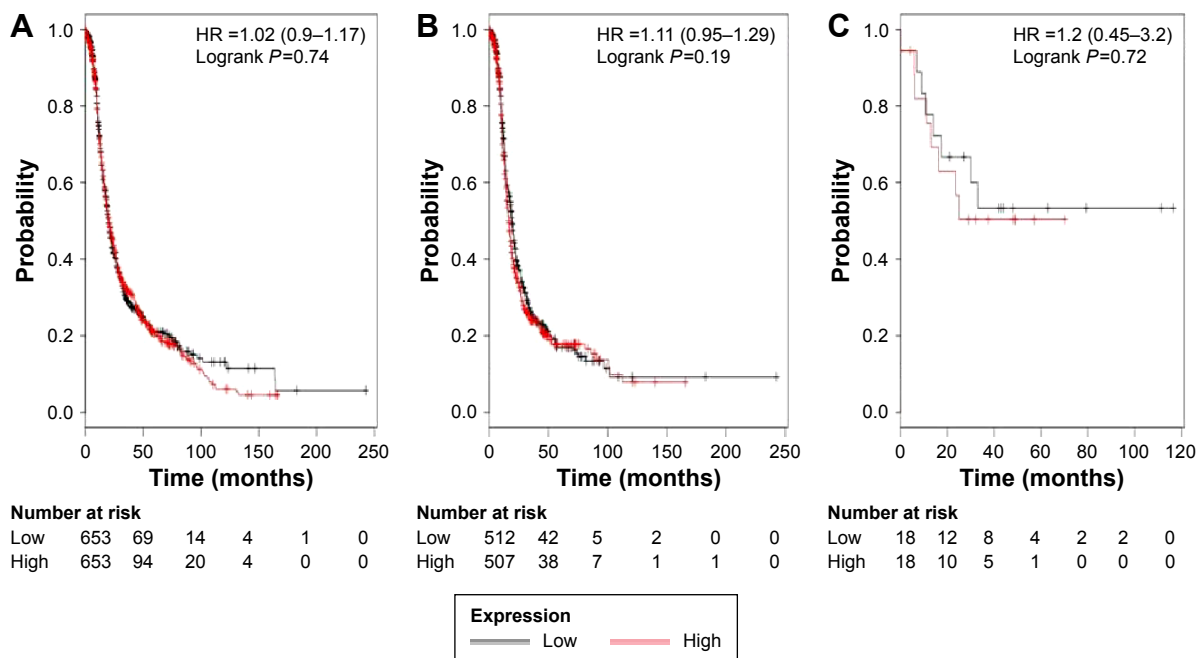 A
HR =1.02 (0.9–1.17)
Logrank P=0.74
Probability
1.0
0.8
0.6
0.4
0.2
0.0
0 50 100 150 200 250
Time (months)
Number at risk
Low 653 69 14 4 1 0
High 653 94 20 4 0 0
B
HR =1.11 (0.95–1.29)
Logrank P=0.19
Probability
1.0
0.8
0.6
0.4
0.2
0.0
0 50 100 150 200 250
Time (months)
Number at risk
Low 512 42 5 2 0 0
High 507 38 7 1 1 0
C
HR =1.2 (0.45–3.2)
Logrank P=0.72
Probability
1.0
0.8
0.6
0.4
0.2
0.0
0 20 40 60 80 100 120
Time (months)
Number at risk
Low 18 12 8 4 2 2 0
High 18 10 5 1 0 0 0
Expression
Low High